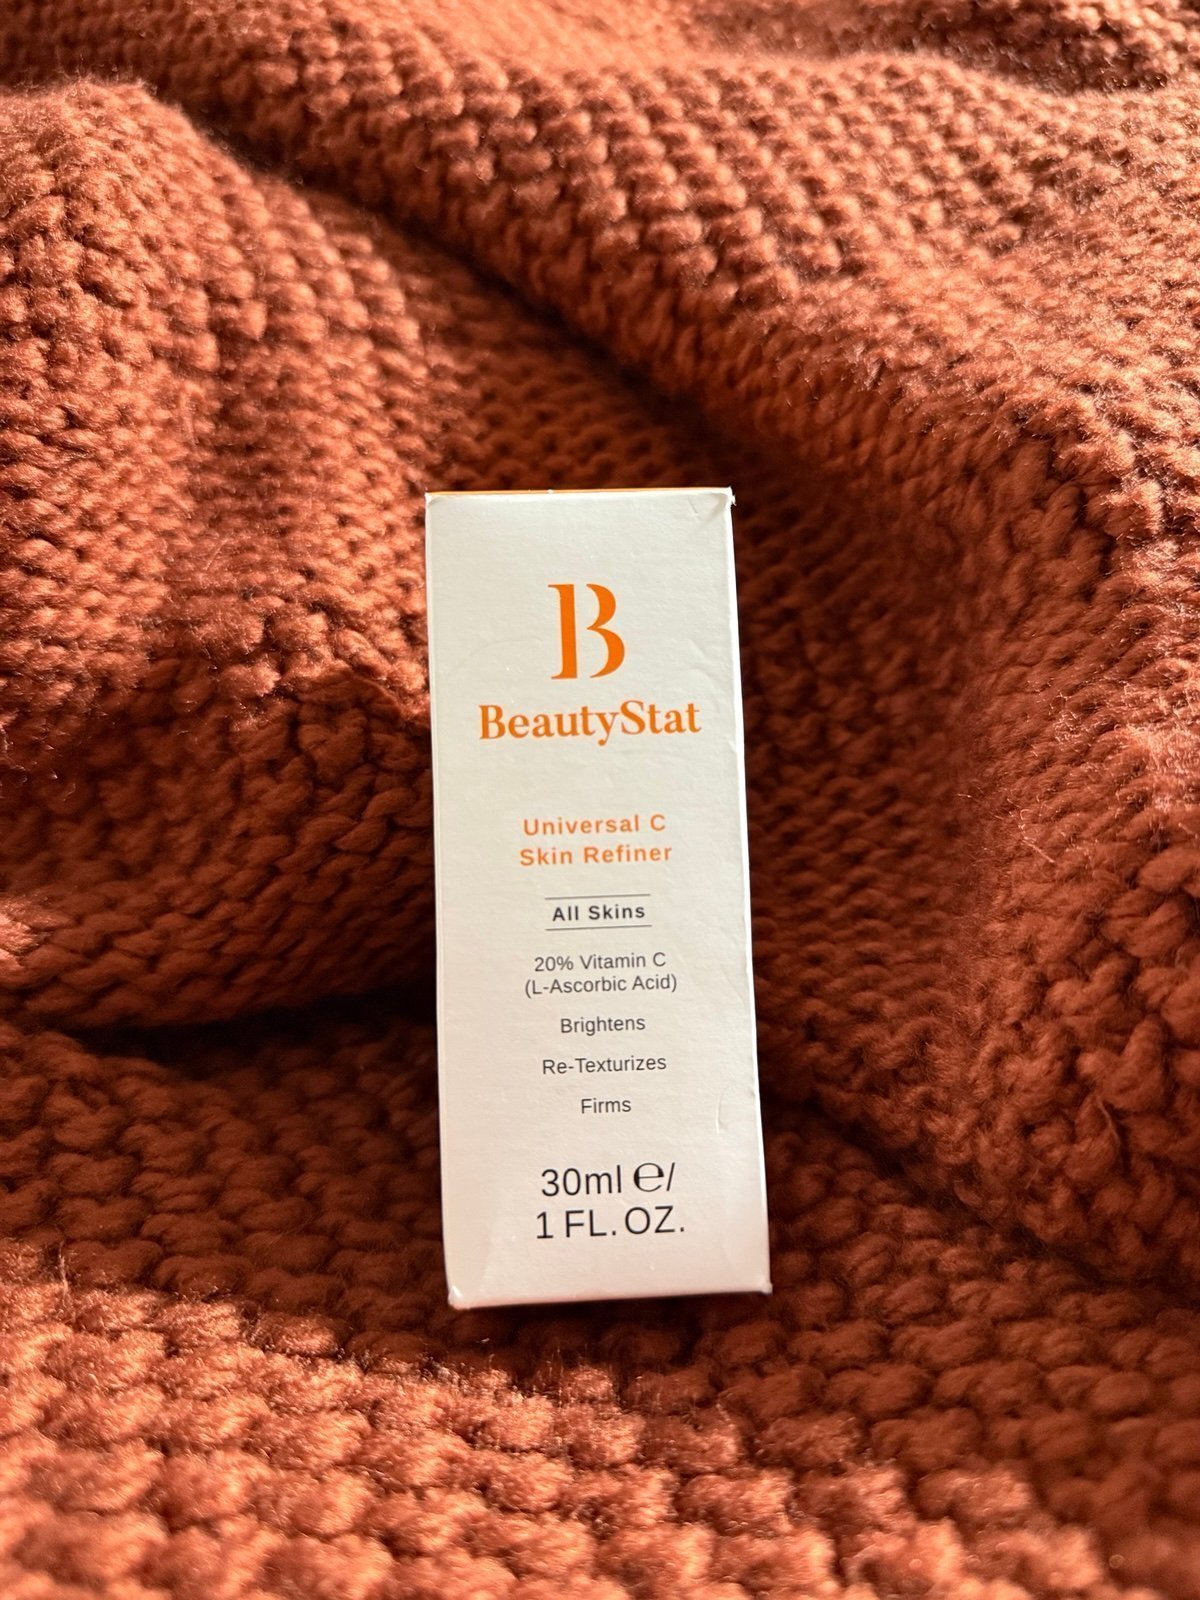 B
BeautyStat
Universal C
Skin Refiner
All Skins
20% Vitamin C
(L-Ascorbic Acid)
Brightens
Re-Texturizes
Firms
30ml ℮/
1 FL. OZ.